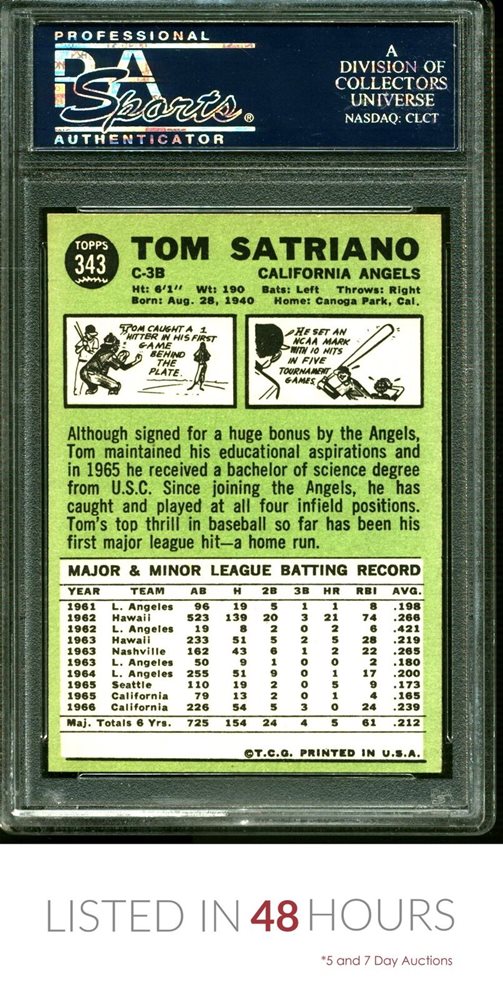 PROFESSIONAL
PSA
Sports®
AUTHENTICATOR
A
DIVISION OF
COLLECTORS
UNIVERSE
NASDAQ: CLCT
TOPPS
343
TOM SATRIANO
C-3B CALIFORNIA ANGELS
Ht: 6'1" Wt: 190 Bats: Left Throws: Right
Born: Aug. 28, 1940 Home: Canoga Park, Cal.
TOM CAUGHT A 1
HITTER IN HIS FIRST
GAME
BEHIND
THE
PLATE.
HE SET AN
NCAA MARK
WITH 10 HITS
IN FIVE
TOURNAMENT
GAMES.
Although signed for a huge bonus by the Angels,
Tom maintained his educational aspirations and
in 1965 he received a bachelor of science degree
from U.S.C. Since joining the Angels, he has
caught and played at all four infield positions.
Tom's top thrill in baseball so far has been his
first major league hit—a home run.
MAJOR & MINOR LEAGUE BATTING RECORD
YEAR TEAM AB H 2B 3B HR RBI AVG.
1961 L. Angeles 96 19 5 1 1 8 .198
1962 Hawaii 523 139 20 3 21 74 .266
1962 L. Angeles 19 8 2 0 2 6 .421
1963 Hawaii 233 51 5 2 5 28 .219
1963 Nashville 162 43 6 1 2 22 .265
1963 L. Angeles 50 9 1 0 0 2 .180
1964 L. Angeles 255 51 9 0 1 17 .200
1965 Seattle 110 19 2 0 5 9 .173
1965 California 79 13 2 0 1 4 .165
1966 California 226 54 5 3 0 24 .239
Maj. Totals 6 Yrs. 725 154 24 4 5 61 .212
©T.C.G. PRINTED IN U.S.A.
LISTED IN 48 HOURS
*5 and 7 Day Auctions